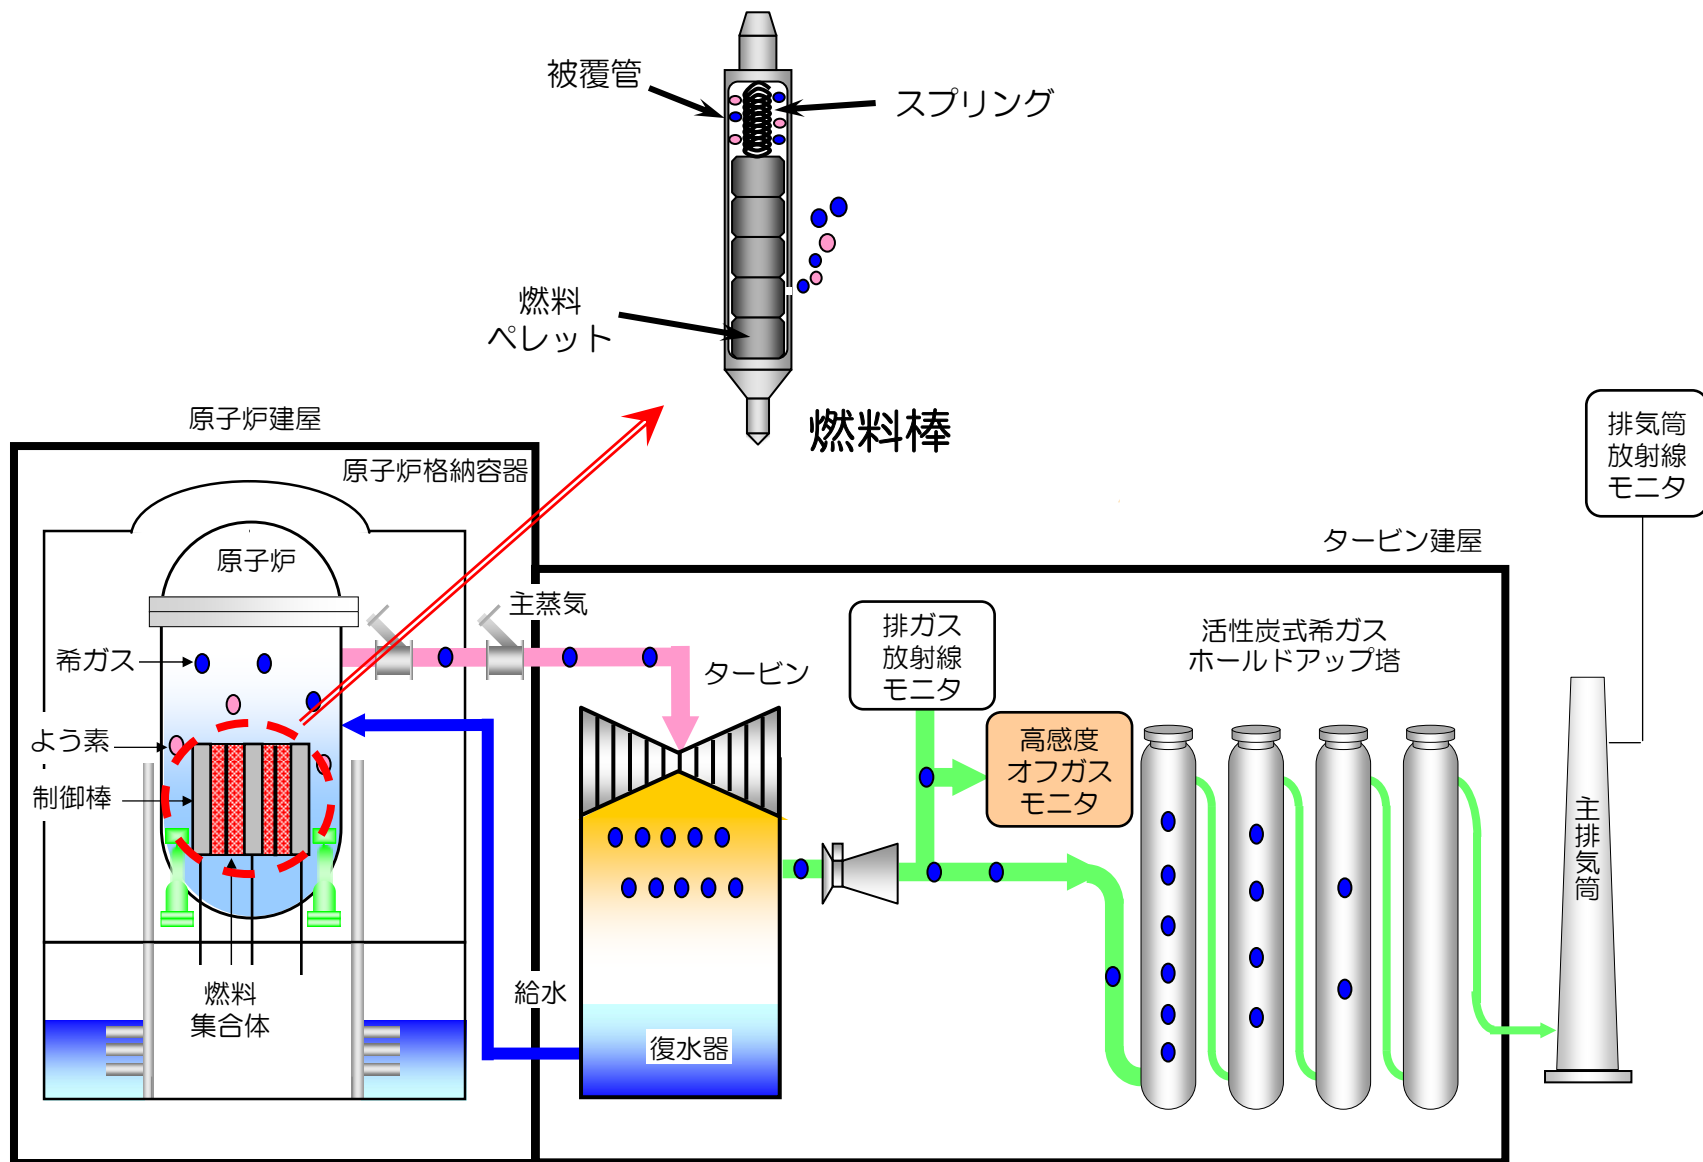 被覆管
スプリング
燃料
ペレット
燃料棒
原子炉建屋
原子炉格納容器
排気筒
放射線
モニタ
タービン建屋
原子炉
主蒸気
排ガス
放射線
モニタ
活性炭式希ガス
ホールドアップ塔
希ガス
タービン
よう素
高感度
オフガス
モニタ
制御棒
主排気筒
燃料
集合体
給水
復水器